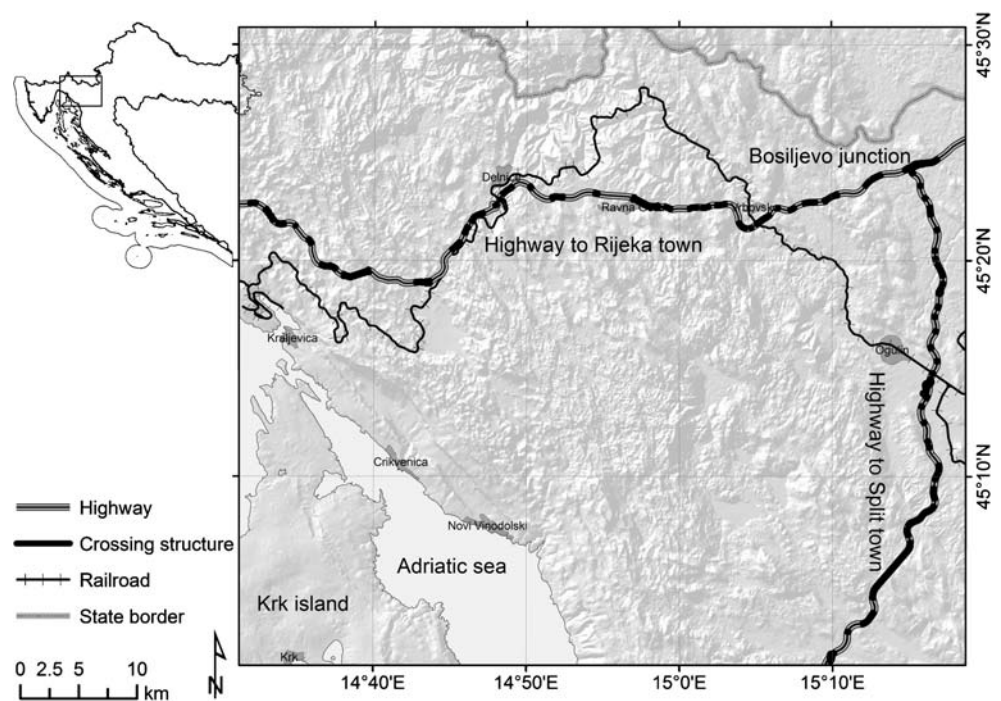 45°30'N
Bosiljevo junction
Delnice
Ravna
Highway to Rijeka town
45°20'N
Kraljevica
Ogulin
Highway to Split town
Crikvenica
45°10'N
Novi Vinodolski
Adriatic sea
Krk island
Krk
Highway
Crossing structure
Railroad
State border
0 2.5 5 10
km
N
14°40'E
14°50'E
15°0'E
15°10'E